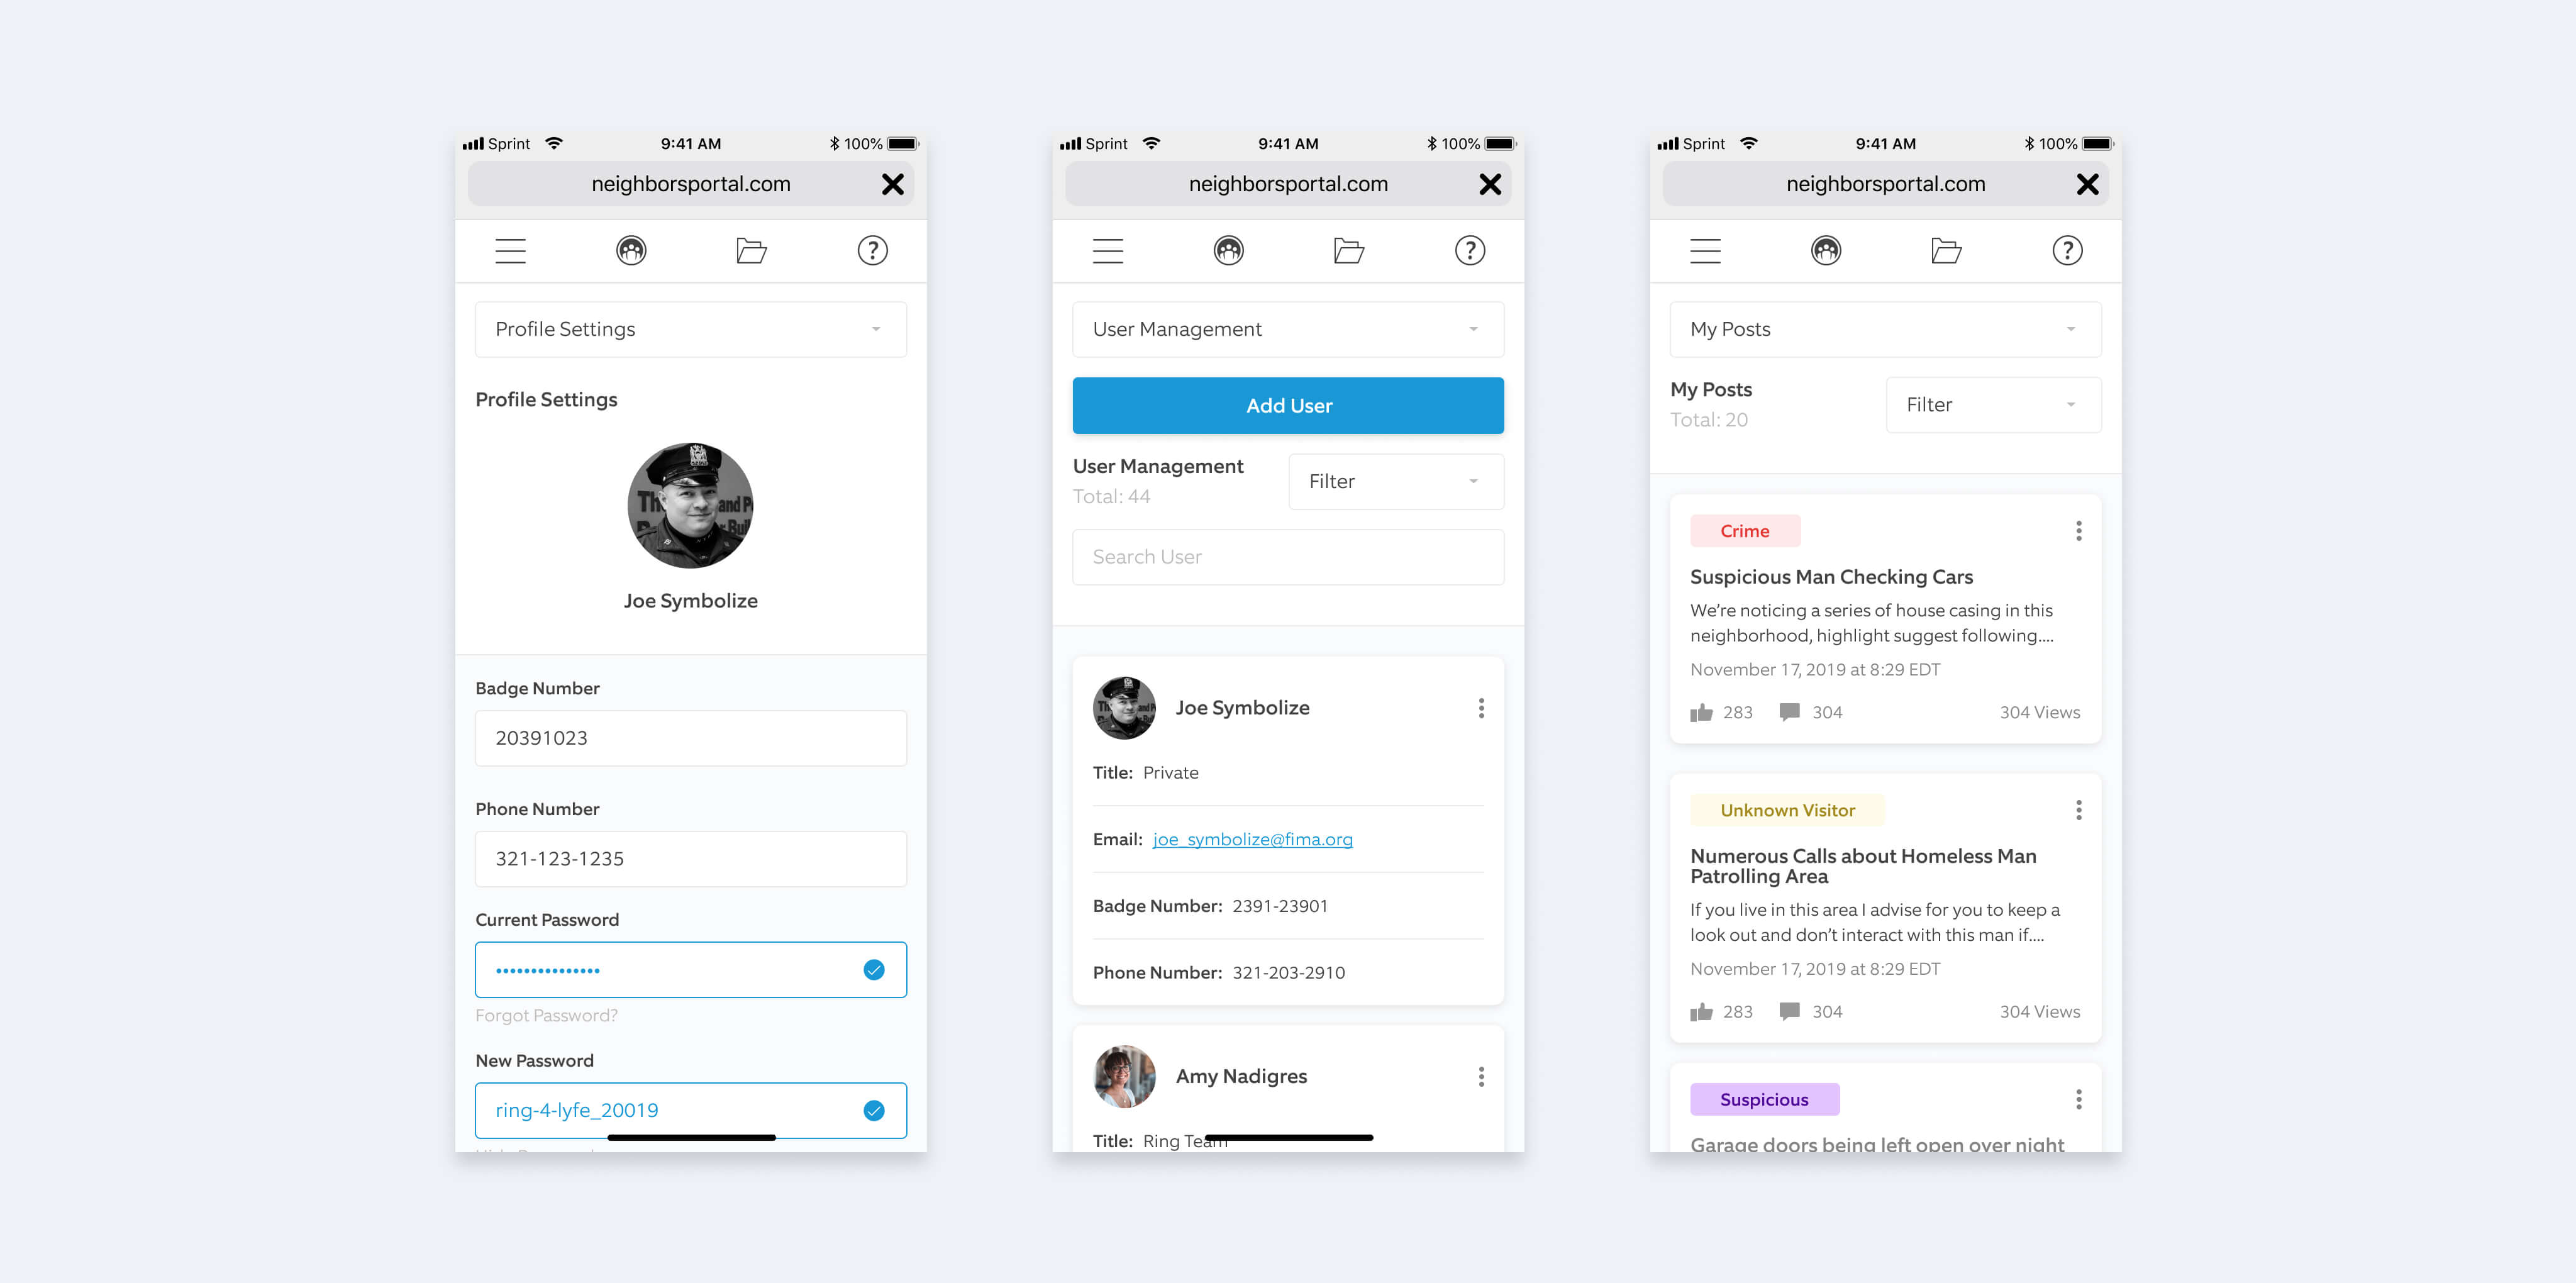 Sprint 9:41 AM 100%
neighborsportal.com
Profile Settings
Profile Settings
Joe Symbolize
Badge Number
20391023
Phone Number
321-123-1235
Current Password
•••••••••••••••
Forgot Password?
New Password
ring-4-lyfe_20019
Sprint 9:41 AM 100%
neighborsportal.com
User Management
Add User
User Management
Total: 44
Filter
Search User
Joe Symbolize
Title: Private
Email: joe_symbolize@fima.org
Badge Number: 2391-23901
Phone Number: 321-203-2910
Amy Nadigres
Title: Ring Team
Sprint 9:41 AM 100%
neighborsportal.com
My Posts
My Posts
Total: 20
Filter
Crime
Suspicious Man Checking Cars
We’re noticing a series of house casing in this
neighborhood, highlight suggest following....
November 17, 2019 at 8:29 EDT
283 304 304 Views
Unknown Visitor
Numerous Calls about Homeless Man
Patrolling Area
If you live in this area I advise for you to keep a
look out and don’t interact with this man if....
November 17, 2019 at 8:29 EDT
283 304 304 Views
Suspicious
Garage doors being left open over night